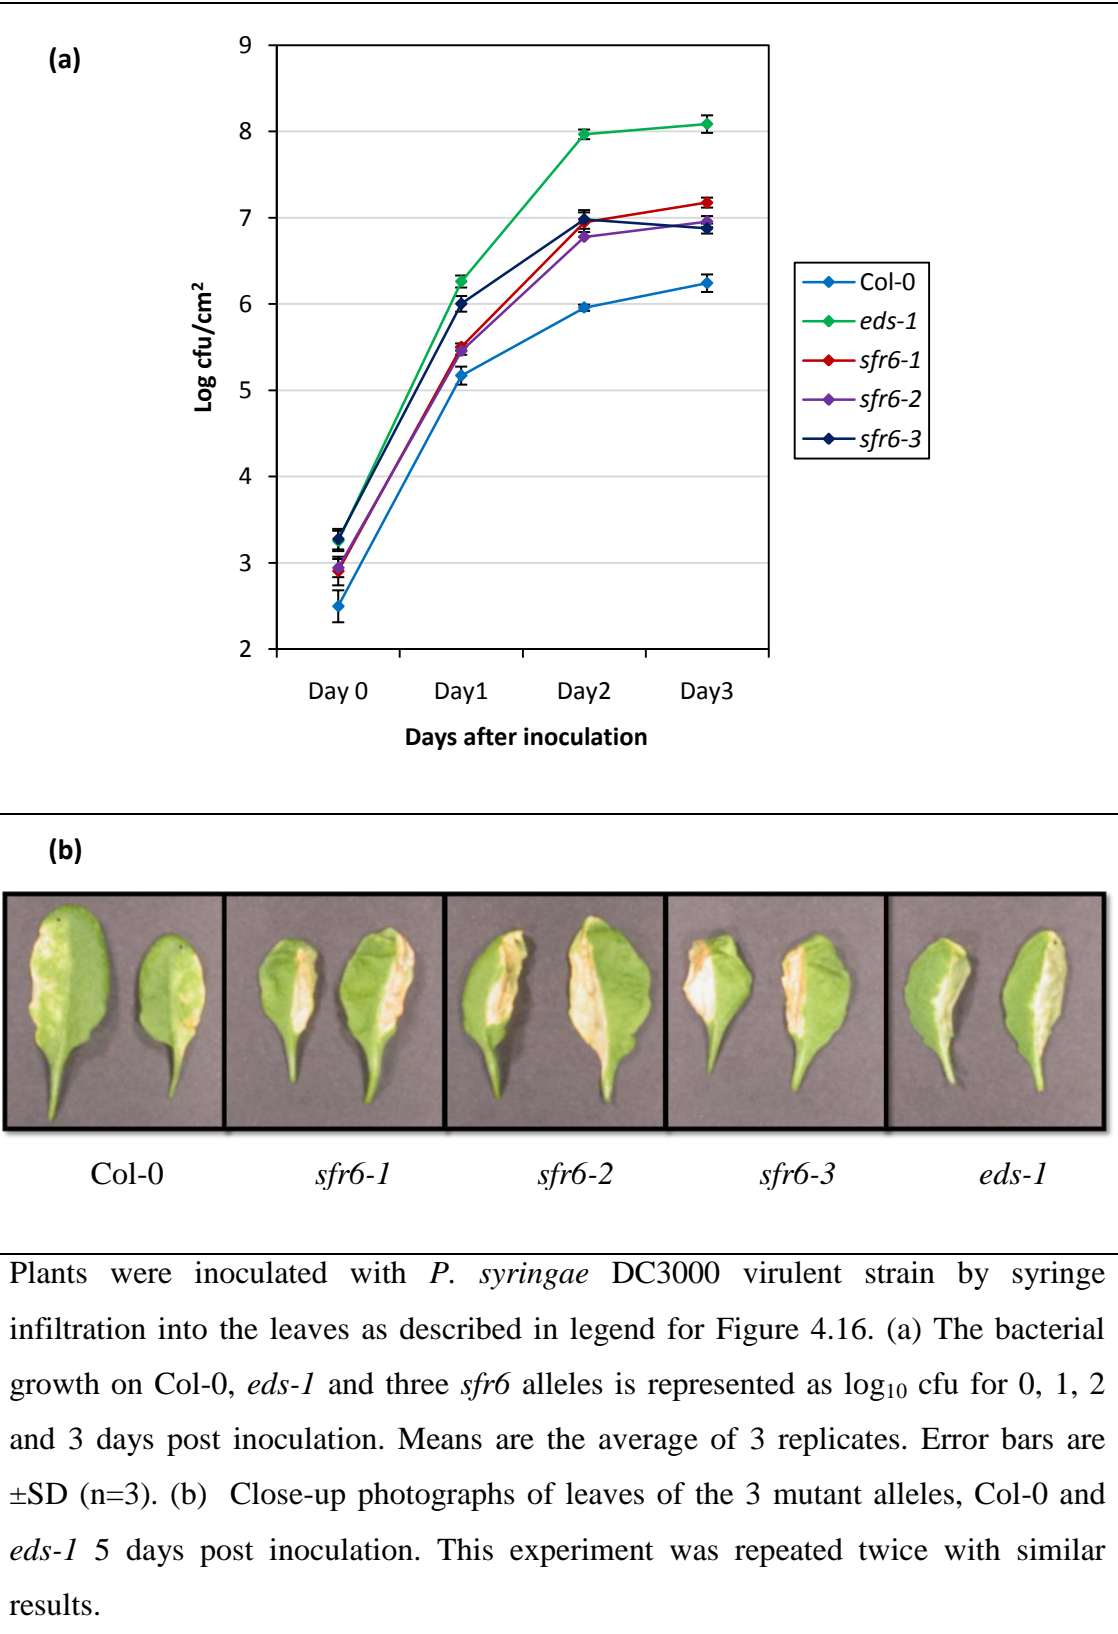 (a)
9
8
7
6
5
4
3
2
Log cfu/cm²
Day 0 Day1 Day2 Day3
Days after inoculation
Col-0
eds-1
sfr6-1
sfr6-2
sfr6-3
(b)
Col-0 sfr6-1 sfr6-2 sfr6-3 eds-1
Plants were inoculated with P. syringae DC3000 virulent strain by syringe
infiltration into the leaves as described in legend for Figure 4.16. (a) The bacterial
growth on Col-0, eds-1 and three sfr6 alleles is represented as log₁₀ cfu for 0, 1, 2
and 3 days post inoculation. Means are the average of 3 replicates. Error bars are
±SD (n=3). (b) Close-up photographs of leaves of the 3 mutant alleles, Col-0 and
eds-1 5 days post inoculation. This experiment was repeated twice with similar
results.